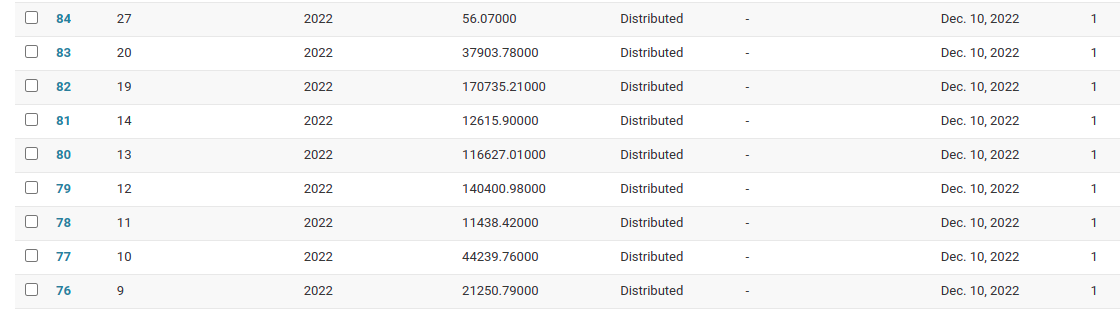 84 27 2022 56.07000 Distributed - Dec. 10, 2022 1
83 20 2022 37903.78000 Distributed - Dec. 10, 2022 1
82 19 2022 170735.21000 Distributed - Dec. 10, 2022 1
81 14 2022 12615.90000 Distributed - Dec. 10, 2022 1
80 13 2022 116627.01000 Distributed - Dec. 10, 2022 1
79 12 2022 140400.98000 Distributed - Dec. 10, 2022 1
78 11 2022 11438.42000 Distributed - Dec. 10, 2022 1
77 10 2022 44239.76000 Distributed - Dec. 10, 2022 1
76 9 2022 21250.79000 Distributed - Dec. 10, 2022 1